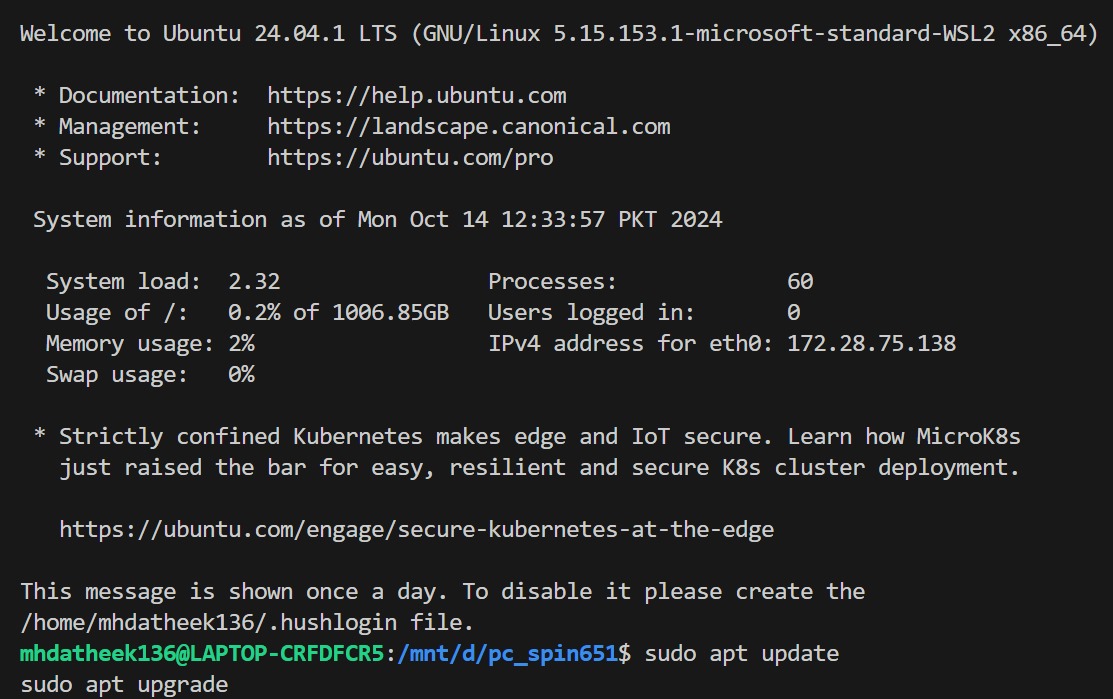 Welcome to Ubuntu 24.04.1 LTS (GNU/Linux 5.15.153.1-microsoft-standard-WSL2 x86_64)

 * Documentation:  https://help.ubuntu.com
 * Management:     https://landscape.canonical.com
 * Support:        https://ubuntu.com/pro

 System information as of Mon Oct 14 12:33:57 PKT 2024

  System load:  2.32                Processes:             60
  Usage of /:   0.2% of 1006.85GB   Users logged in:       0
  Memory usage: 2%                  IPv4 address for eth0: 172.28.75.138
  Swap usage:   0%

 * Strictly confined Kubernetes makes edge and IoT secure. Learn how MicroK8s
   just raised the bar for easy, resilient and secure K8s cluster deployment.

   https://ubuntu.com/engage/secure-kubernetes-at-the-edge

This message is shown once a day. To disable it please create the
/home/mhdatheek136/.hushlogin file.
mhdatheek136@LAPTOP-CRFDFCR5:/mnt/d/pc_spin651$ sudo apt update
sudo apt upgrade